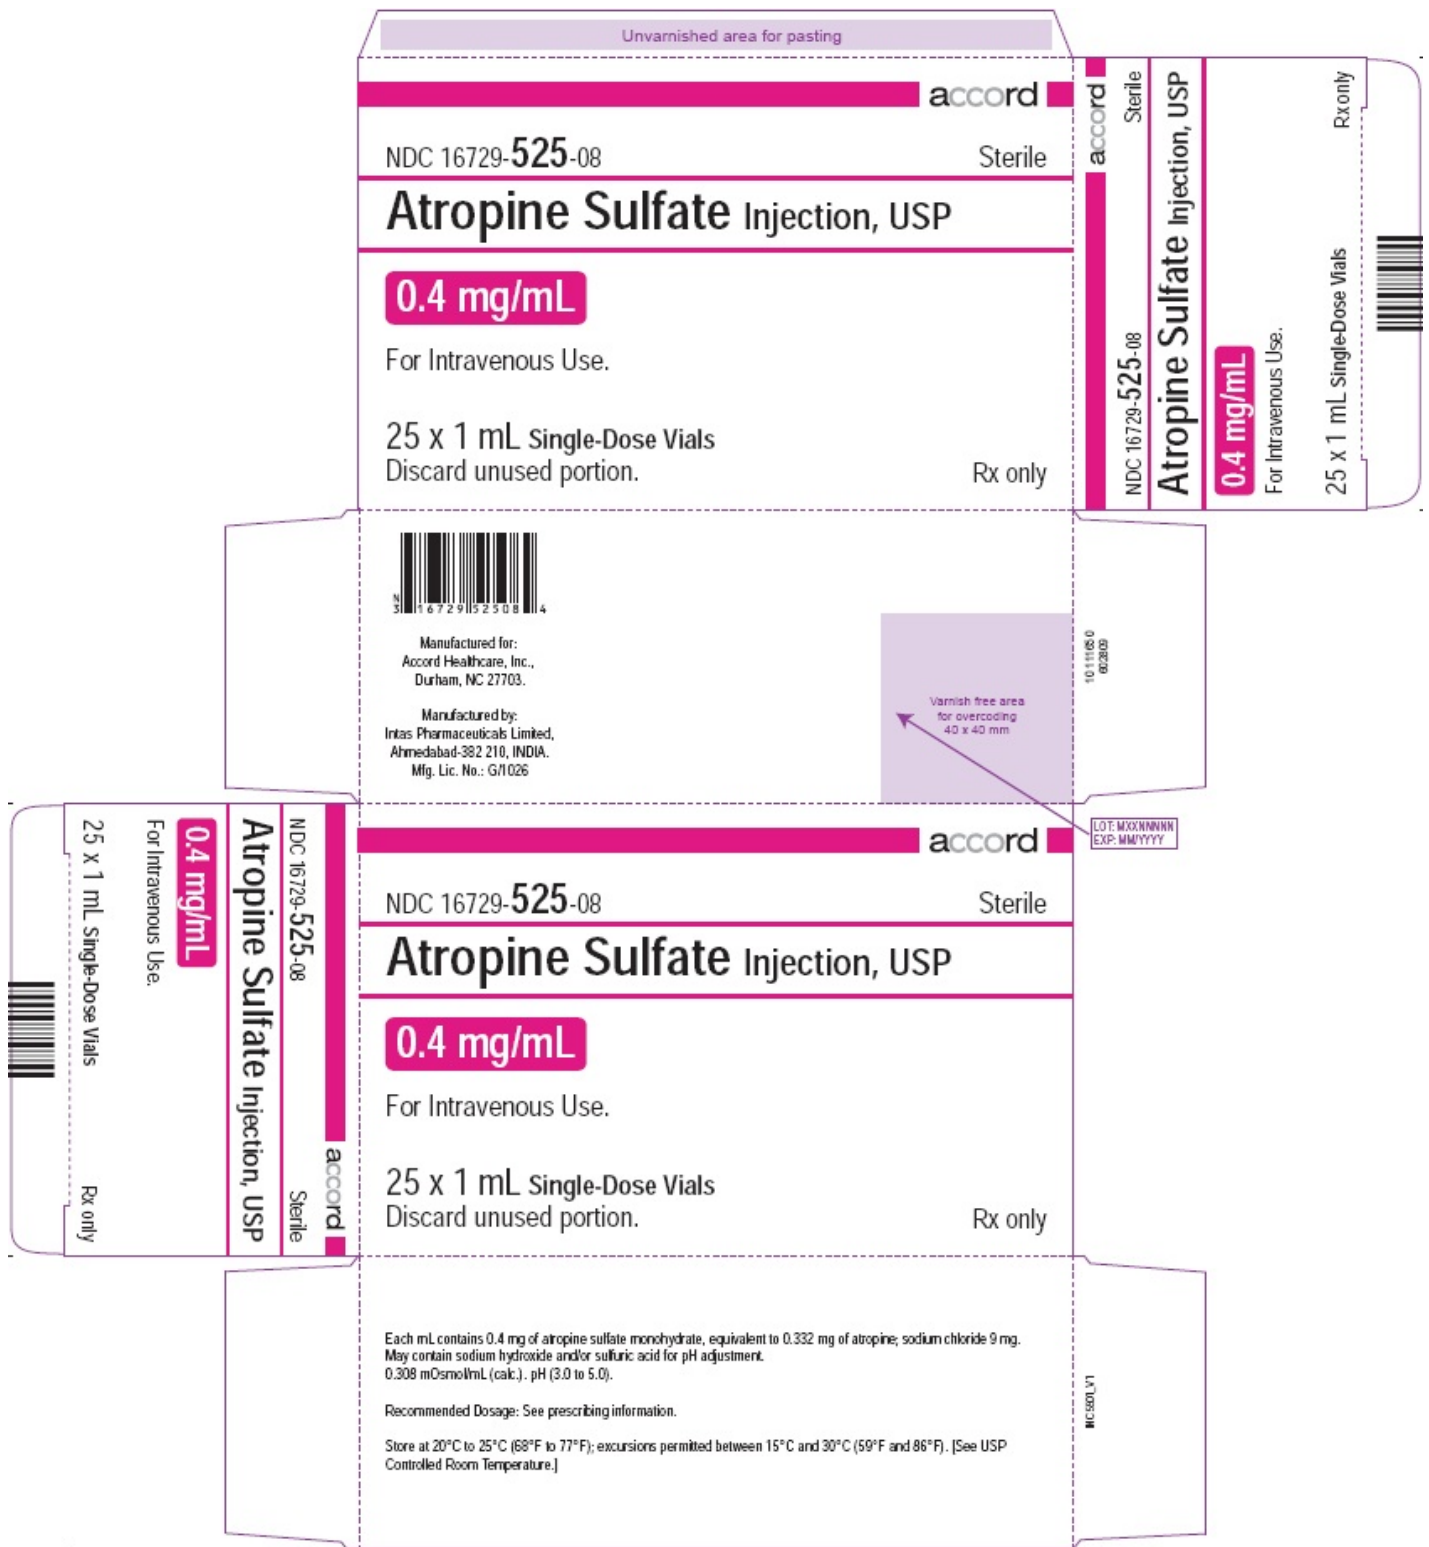 Unvarnished area for pasting
accord
NDC 16729-525-08 Sterile
Atropine Sulfate Injection, USP
0.4 mg/mL
For Intravenous Use.
25 x 1 mL Single-Dose Vials
Discard unused portion. Rx only
accord
NDC 16729-525-08 Sterile
Atropine Sulfate Injection, USP
0.4 mg/mL
For Intravenous Use.
25 x 1 mL Single-Dose Vials Rx only
N
3 16729 52508 4
Manufactured for:
Accord Healthcare, Inc.,
Durham, NC 27703.
Manufactured by:
Intas Pharmaceuticals Limited,
Ahmedabad-382 210, INDIA.
Mfg. Lic. No.: G/1026
Varnish free area
for overcoding
40 x 40 mm
602809
LOT: MXXNNNNN
EXP: MM/YYYY
accord
NDC 16729-525-08 Sterile
Atropine Sulfate Injection, USP
0.4 mg/mL
For Intravenous Use.
25 x 1 mL Single-Dose Vials Rx only
accord
NDC 16729-525-08 Sterile
Atropine Sulfate Injection, USP
0.4 mg/mL
For Intravenous Use.
25 x 1 mL Single-Dose Vials
Discard unused portion. Rx only
Each mL contains 0.4 mg of atropine sulfate monohydrate, equivalent to 0.332 mg of atropine; sodium chloride 9 mg.
May contain sodium hydroxide and/or sulfuric acid for pH adjustment.
0.308 mOsmol/mL (calc.). pH (3.0 to 5.0).
Recommended Dosage: See prescribing information.
Store at 20°C to 25°C (68°F to 77°F); excursions permitted between 15°C and 30°C (59°F and 86°F). [See USP
Controlled Room Temperature.]